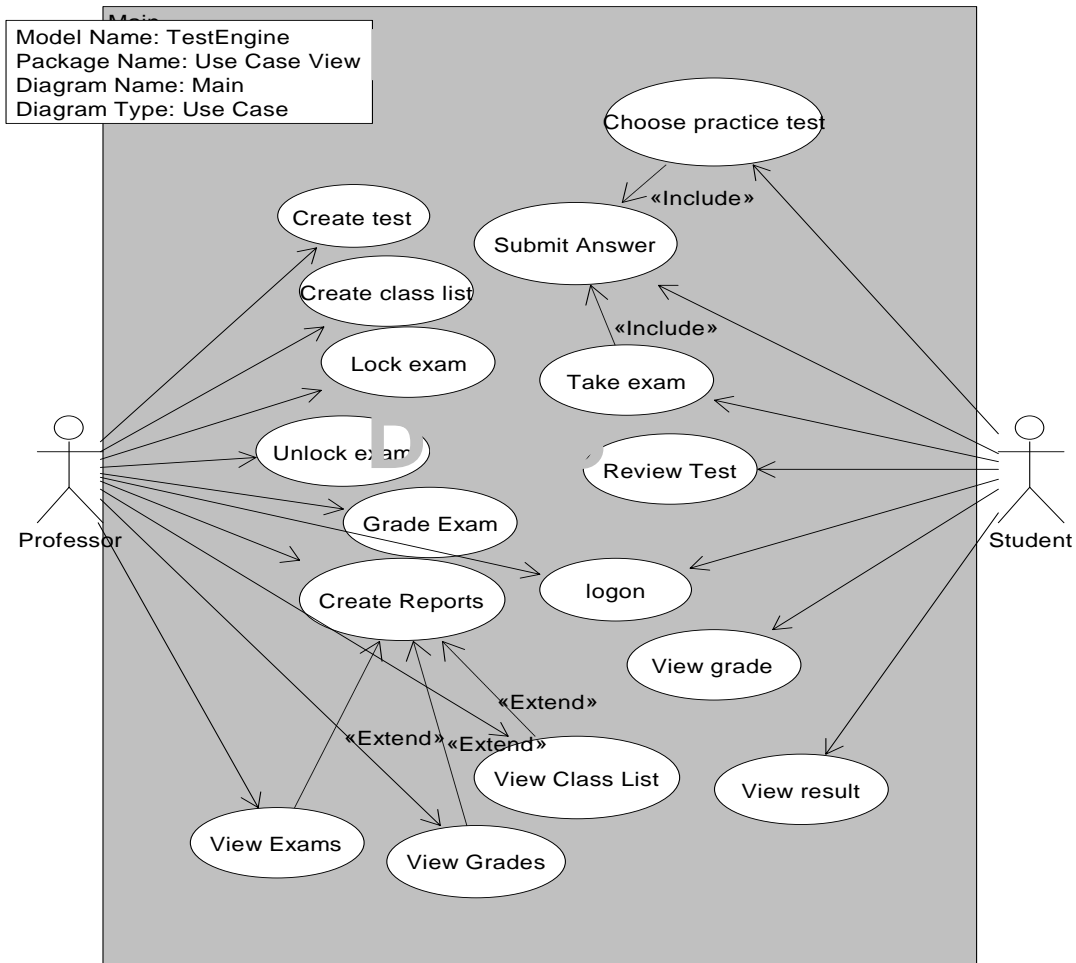 Main
Model Name: TestEngine
Package Name: Use Case View
Diagram Name: Main
Diagram Type: Use Case
Choose practice test
«Include»
Create test
Submit Answer
Create class list
«Include»
Lock exam
Take exam
Unlock exam
Review Test
Grade Exam
Professor
Student
logon
Create Reports
View grade
«Extend»
«Extend»
«Extend»
View Class List
View result
View Exams
View Grades